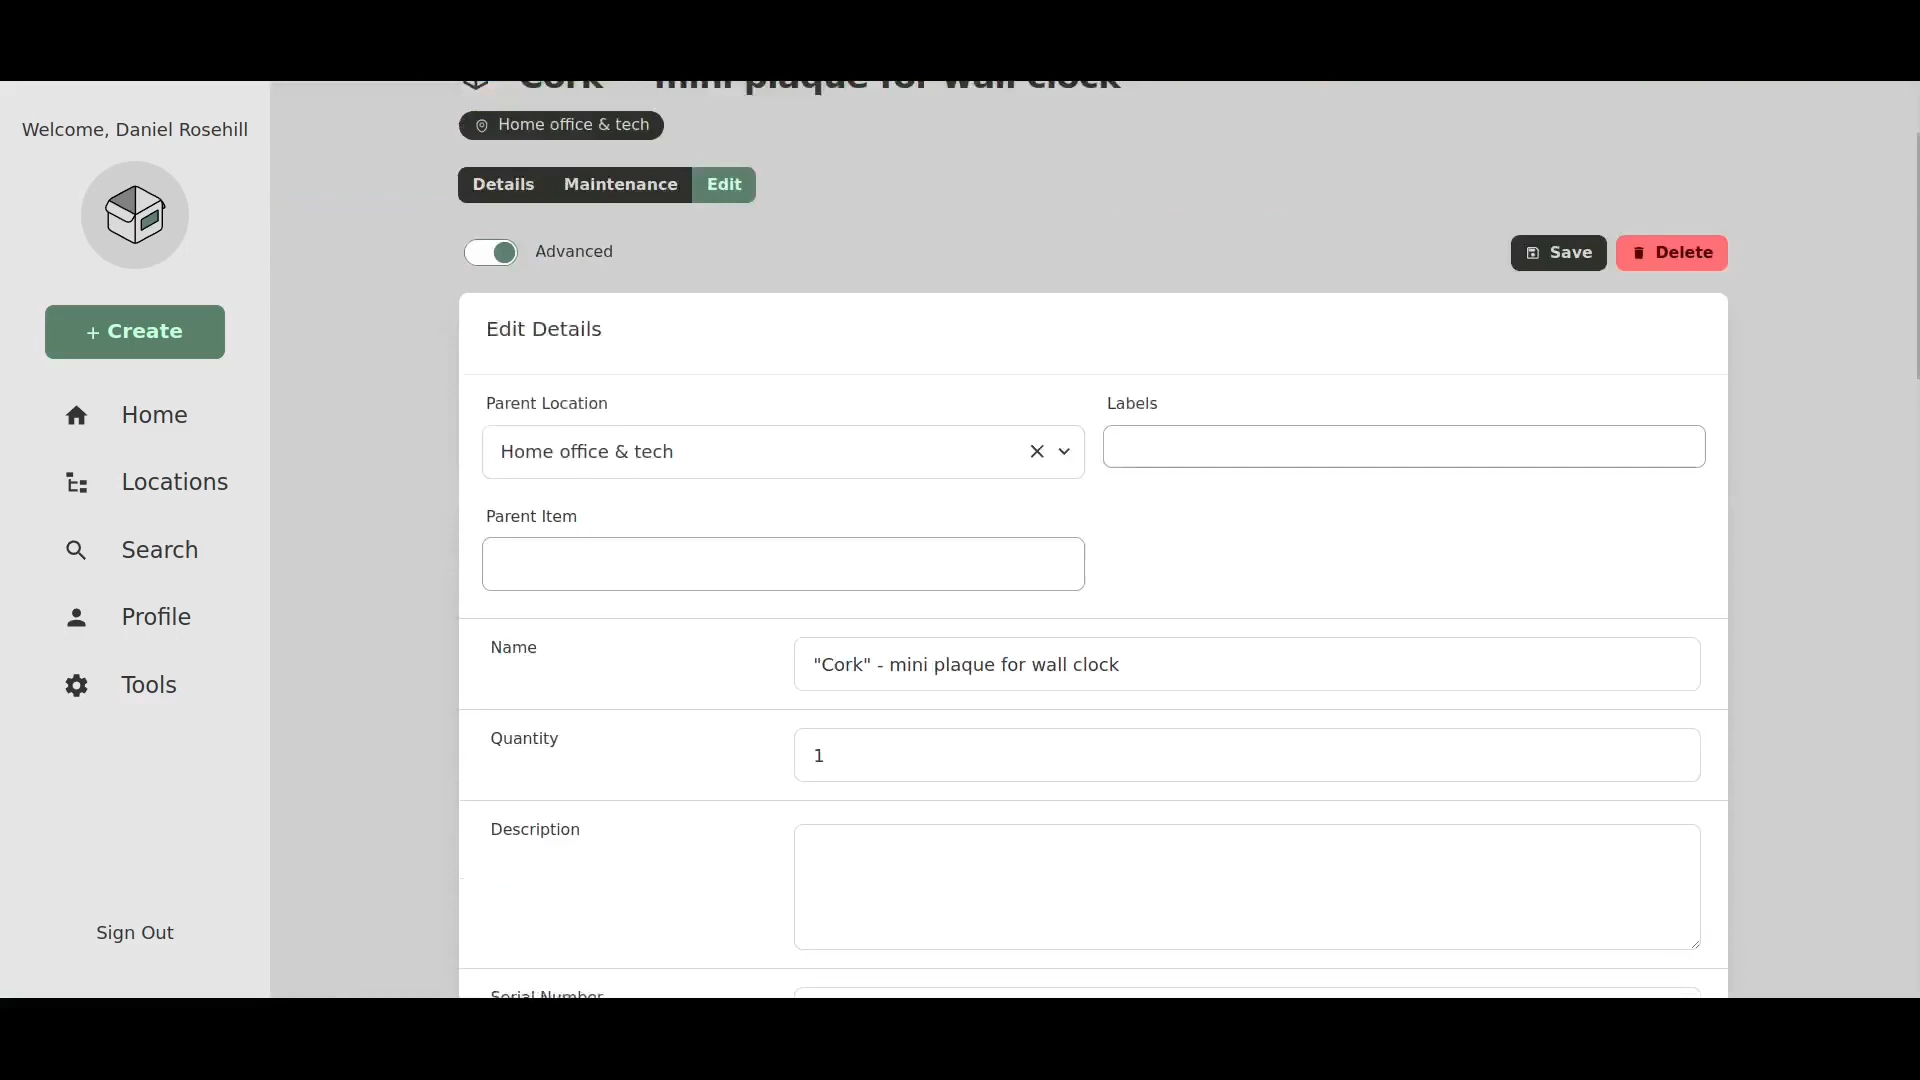 "Cork" - mini plaque for wall clock
Welcome, Daniel Rosehill
Home office & tech
Details Maintenance Edit
Advanced
Save Delete
+ Create
Edit Details
Home
Locations
Search
Profile
Tools
Sign Out
Parent Location
Home office & tech
Labels
Parent Item
Name
"Cork" - mini plaque for wall clock
Quantity
1
Description
Serial Number